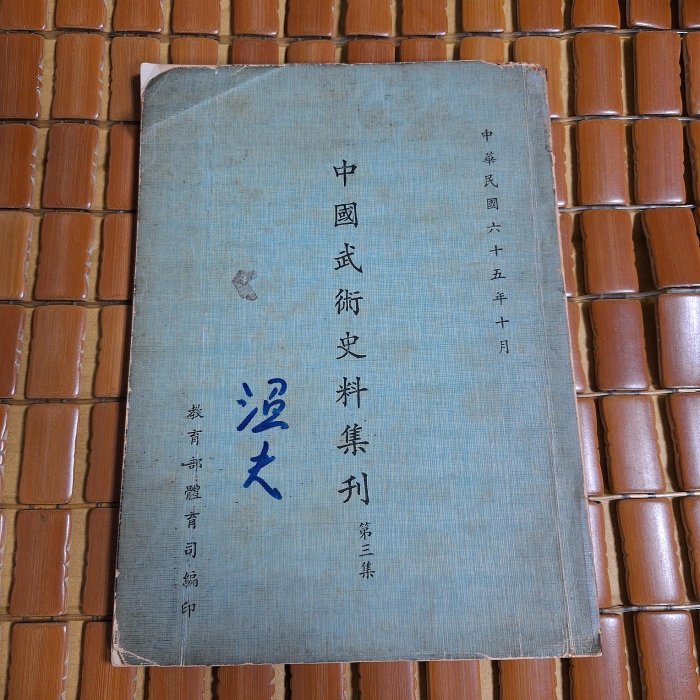 中華民國六十五年十月
中國武術史料集刊 第三集
渔夫
教育部體育司編印